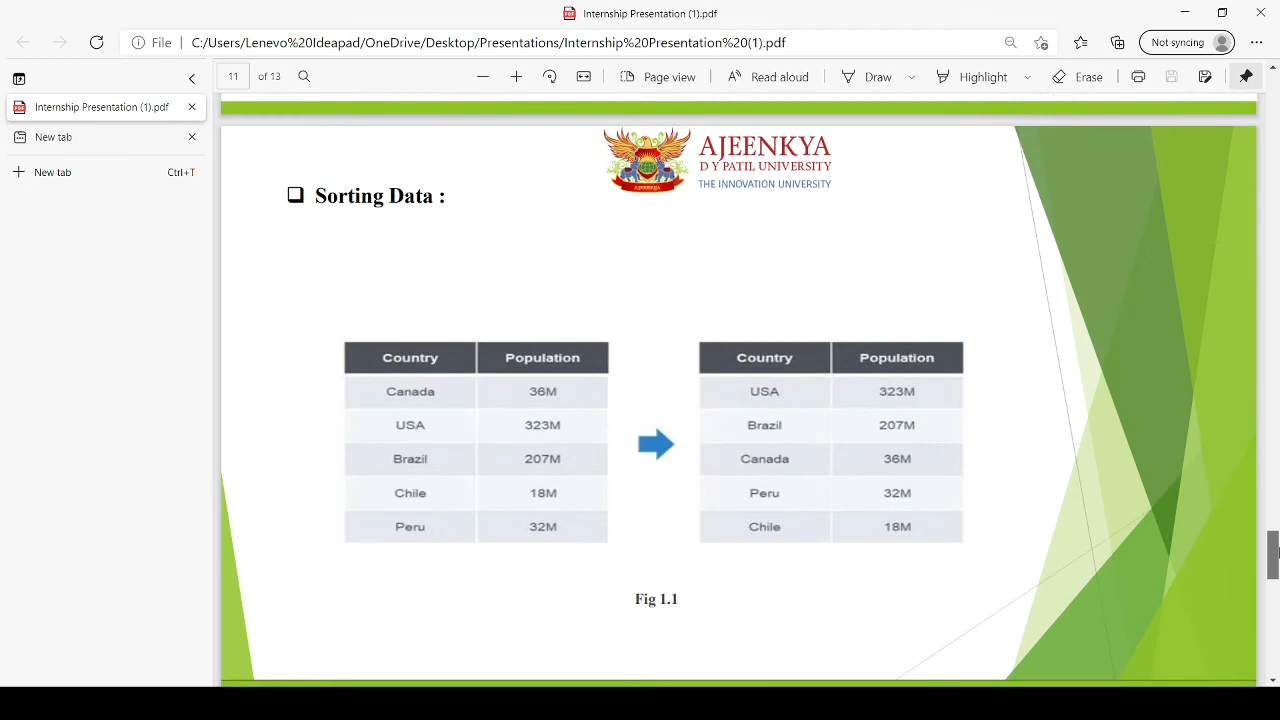 Internship Presentation (1).pdf
File C:/Users/Lenevo%20Ideapad/OneDrive/Desktop/Presentations/Internship%20Presentation%20(1).pdf Not syncing
11 of 13 Page view Read aloud Draw Highlight Erase
PDF Internship Presentation (1).pdf
New tab
New tab Ctrl+T
AJEENKYA
D Y PATIL UNIVERSITY
THE INNOVATION UNIVERSITY
AJEENKYA
Sorting Data :
Country Population
Canada 36M
USA 323M
Brazil 207M
Chile 18M
Peru 32M
Country Population
USA 323M
Brazil 207M
Canada 36M
Peru 32M
Chile 18M
Fig 1.1